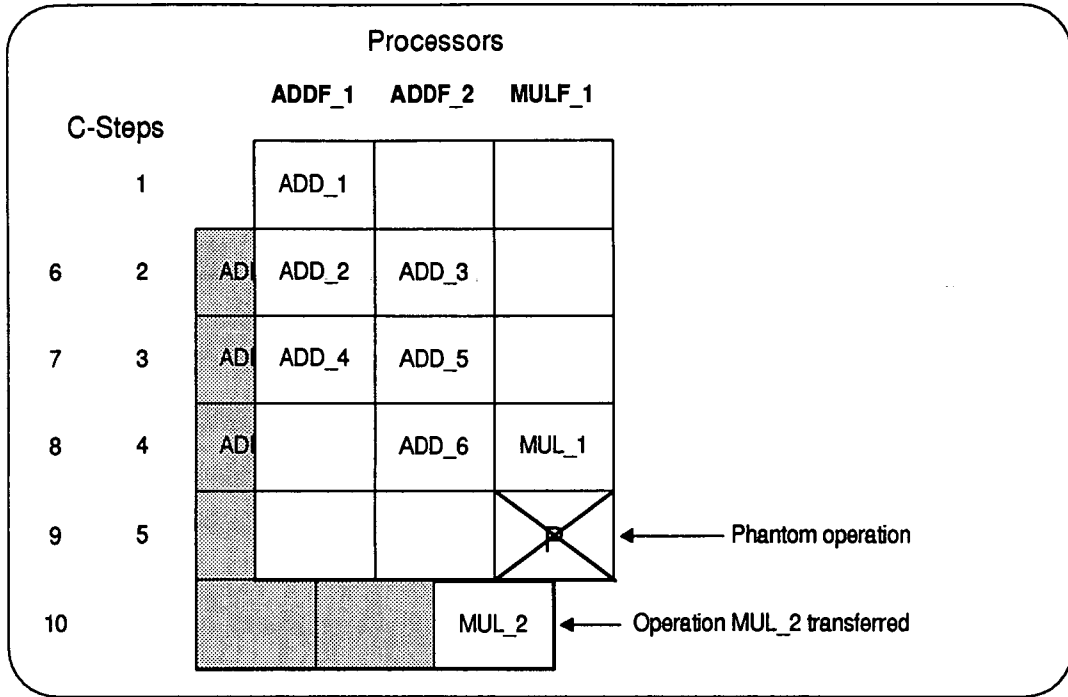 Processors
ADDF_1 ADDF_2 MULF_1
C-Steps
1 ADD_1
6 2 ADD_2 ADD_3
7 3 ADD_4 ADD_5
8 4 ADD_6 MUL_1
9 5 P Phantom operation
10 MUL_2 Operation MUL_2 transferred